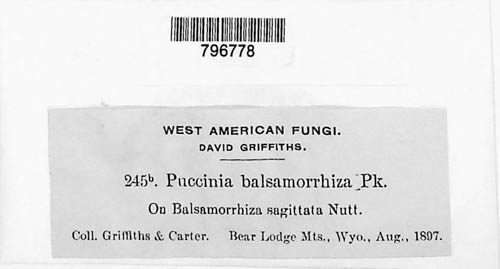 796778
WEST AMERICAN FUNGI.
DAVID GRIFFITHS.
245b. Puccinia balsamorrhiza Pk.
On Balsamorrhiza sagittata Nutt.
Coll. Griffiths & Carter. Bear Lodge Mts., Wyo., Aug., 1897.